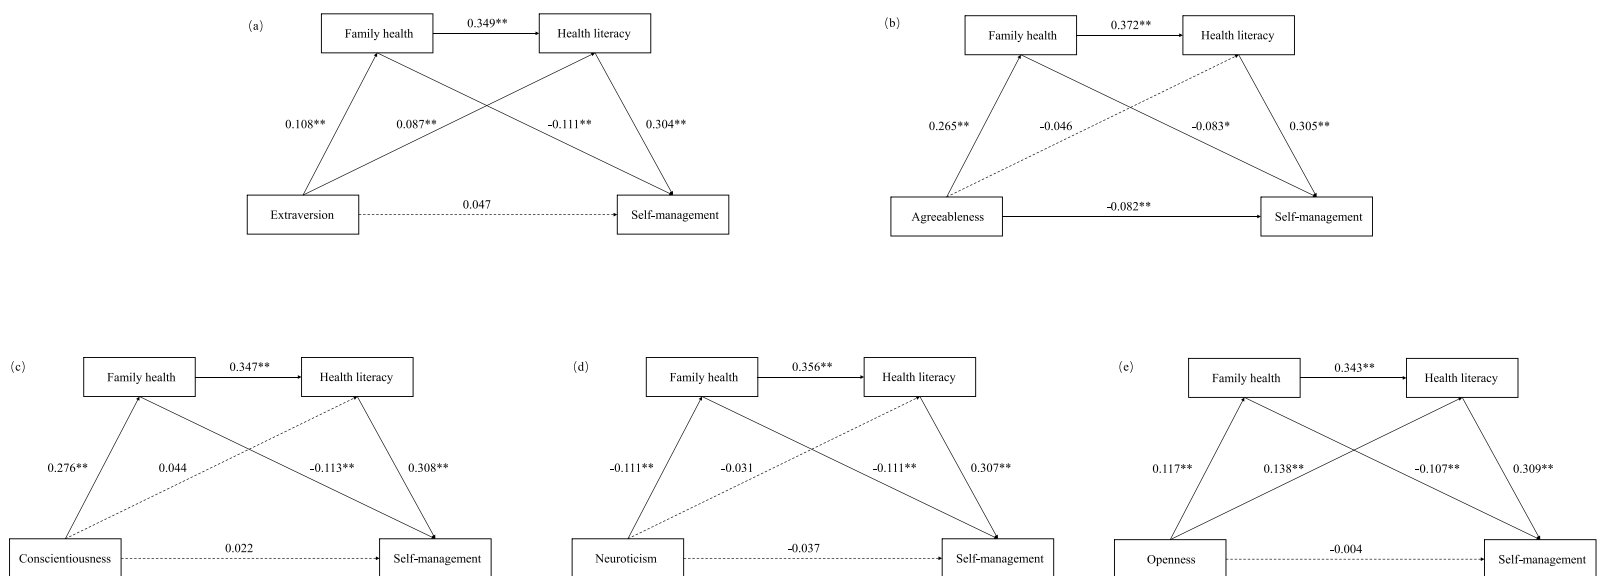 (a)
Family health
0.349**
Health literacy
0.108**
0.087**
-0.111**
0.304**
Extraversion
0.047
Self-management
(b)
Family health
0.372**
Health literacy
0.265**
-0.046
-0.083*
0.305**
Agreeableness
-0.082**
Self-management
(c)
Family health
0.347**
Health literacy
0.276**
0.044
-0.113**
0.308**
Conscientiousness
0.022
Self-management
(d)
Family health
0.356**
Health literacy
-0.111**
-0.031
-0.111**
0.307**
Neuroticism
-0.037
Self-management
(e)
Family health
0.343**
Health literacy
0.117**
0.138**
-0.107**
0.309**
Openness
-0.004
Self-management